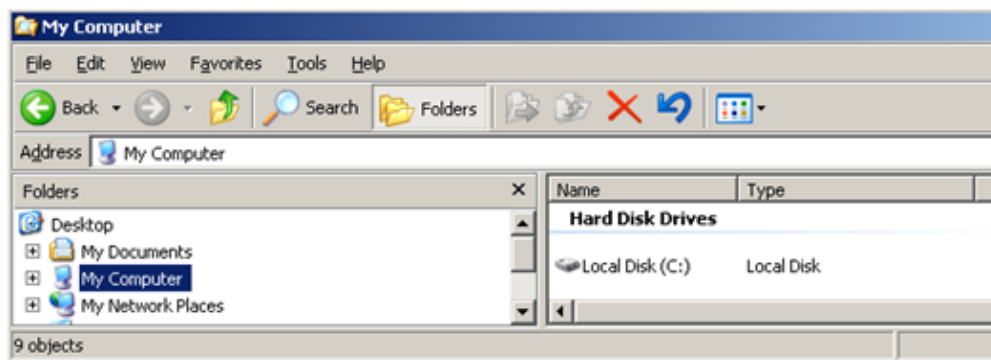 My Computer
File Edit View Favorites Tools Help
Back Search Folders
Address My Computer
Folders Name Type
Desktop Hard Disk Drives
My Documents
My Computer Local Disk (C:) Local Disk
My Network Places
9 objects